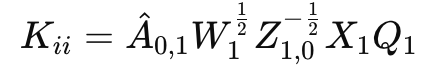 $K_{ii} = \hat{A}_{0,1} W_1^{\frac{1}{2}} Z_{1,0}^{-\frac{1}{2}} X_1 Q_1$